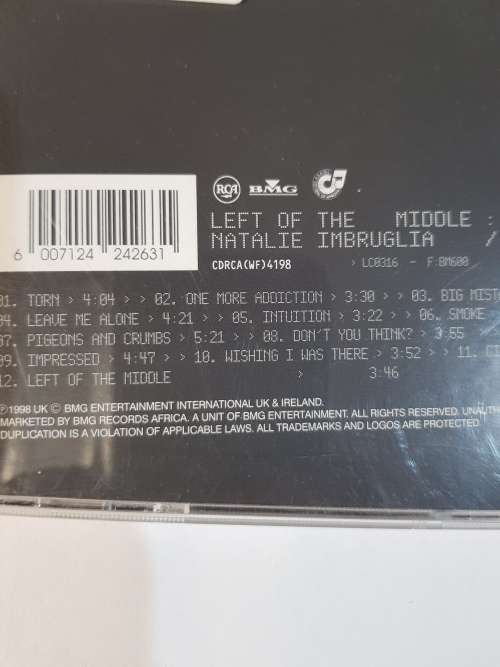 RCA BMG
LEFT OF THE MIDDLE :
NATALIE IMBRUGLIA /
6 007124 242631
CDRCA(WF)4198 > LC0316 - F:BM600
01. TORN > 4:04 > > 02. ONE MORE ADDICTION > 3:30 > > 03. BIG MIST
04. LEAVE ME ALONE > 4:21 > > 05. INTUITION > 3:22 > > 06. SMOKE
07. PIGEONS AND CRUMBS > 5:21 > > 08. DON'T YOU THINK? > 3:55
09. IMPRESSED > 4:47 > > 10. WISHING I WAS THERE > 3:52 > > 11. CI
12. LEFT OF THE MIDDLE > 3:46
℗1998 UK © BMG ENTERTAINMENT INTERNATIONAL UK & IRELAND.
MARKETED BY BMG RECORDS AFRICA. A UNIT OF BMG ENTERTAINMENT. ALL RIGHTS RESERVED. UNAUTH
DUPLICATION IS A VIOLATION OF APPLICABLE LAWS. ALL TRADEMARKS AND LOGOS ARE PROTECTED